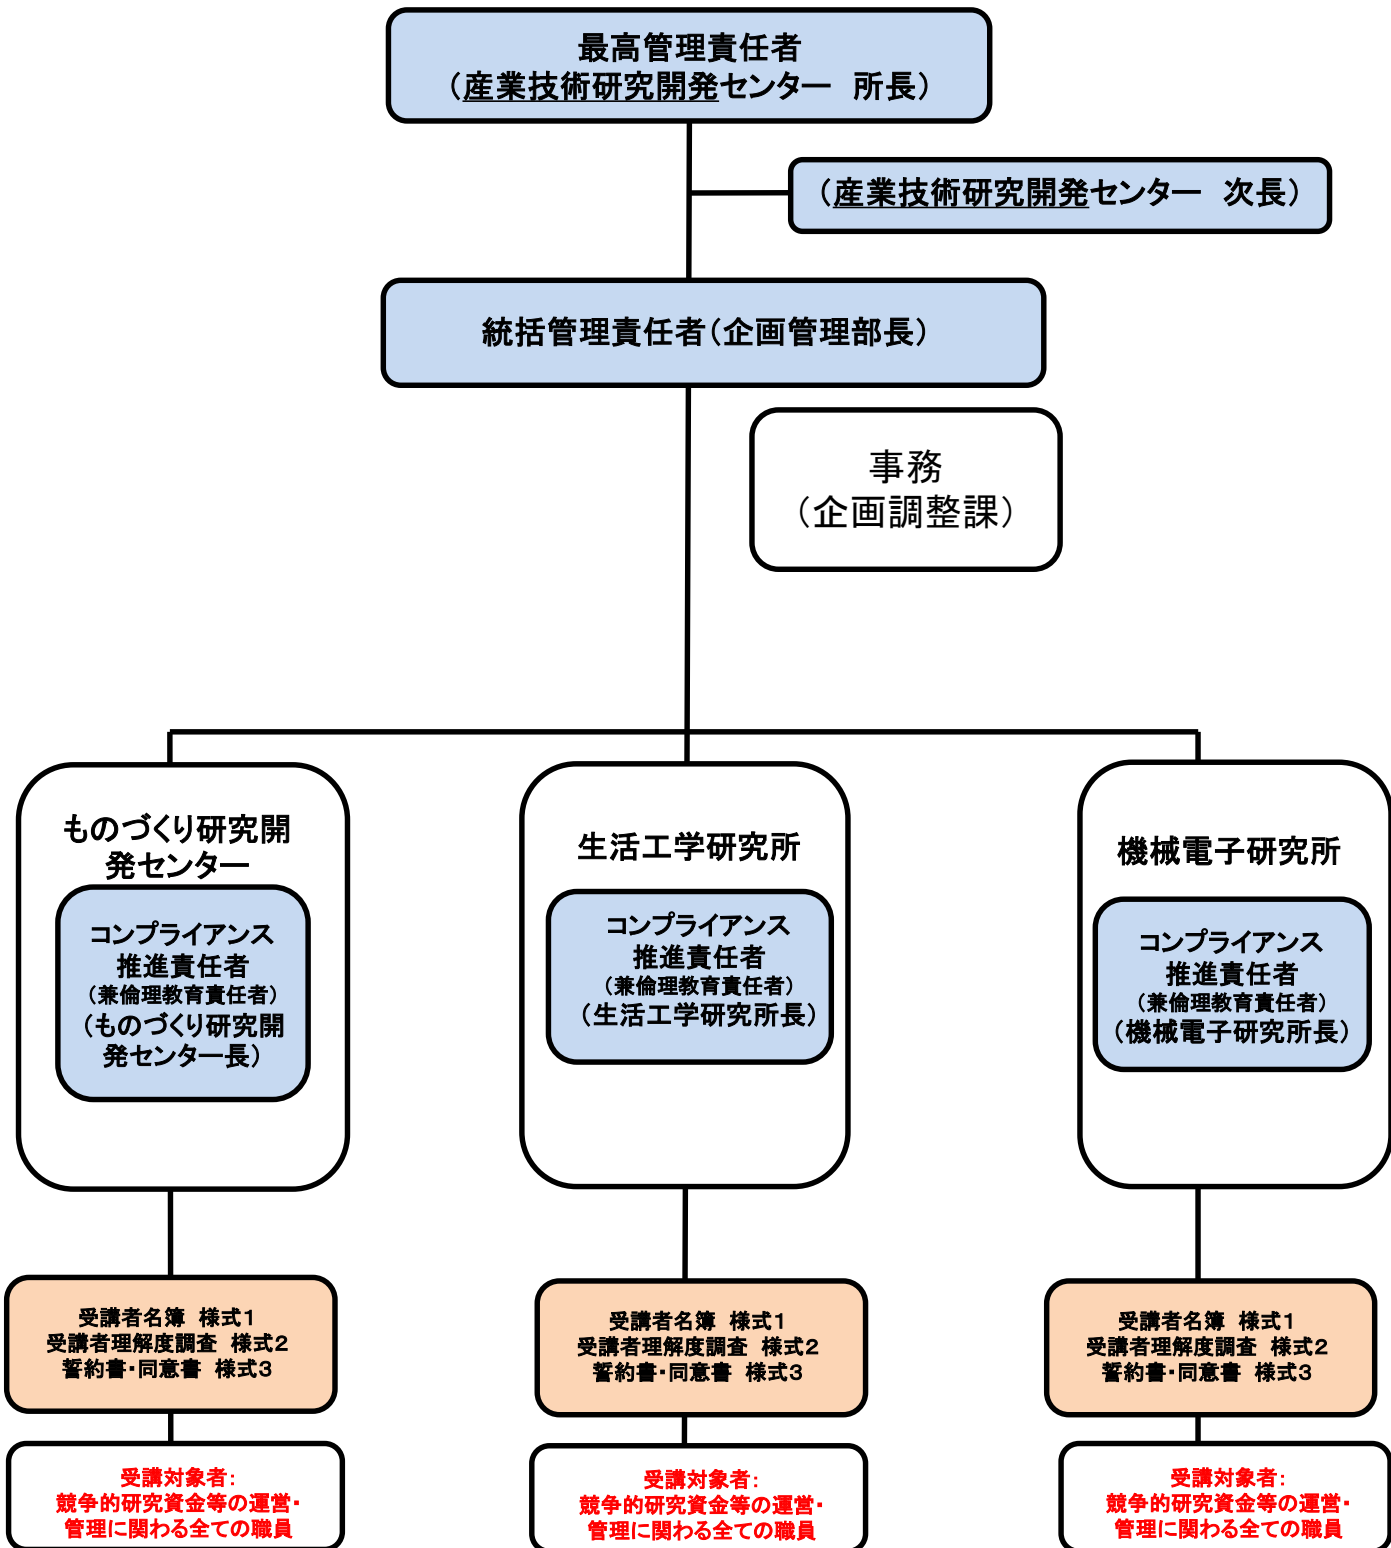 最高管理責任者
（産業技術研究開発センター　所長）
（産業技術研究開発センター　次長）
統括管理責任者（企画管理部長）
事務
（企画調整課）
ものづくり研究開
発センター
コンプライアンス
推進責任者
（兼倫理教育責任者）
（ものづくり研究開
発センター長）
生活工学研究所
コンプライアンス
推進責任者
（兼倫理教育責任者）
（生活工学研究所長）
機械電子研究所
コンプライアンス
推進責任者
（兼倫理教育責任者）
（機械電子研究所長）
受講者名簿　様式１
受講者理解度調査　様式２
誓約書・同意書　様式３
受講者名簿　様式１
受講者理解度調査　様式２
誓約書・同意書　様式３
受講者名簿　様式１
受講者理解度調査　様式２
誓約書・同意書　様式３
受講対象者：
競争的研究資金等の運営・
管理に関わる全ての職員
受講対象者：
競争的研究資金等の運営・
管理に関わる全ての職員
受講対象者：
競争的研究資金等の運営・
管理に関わる全ての職員